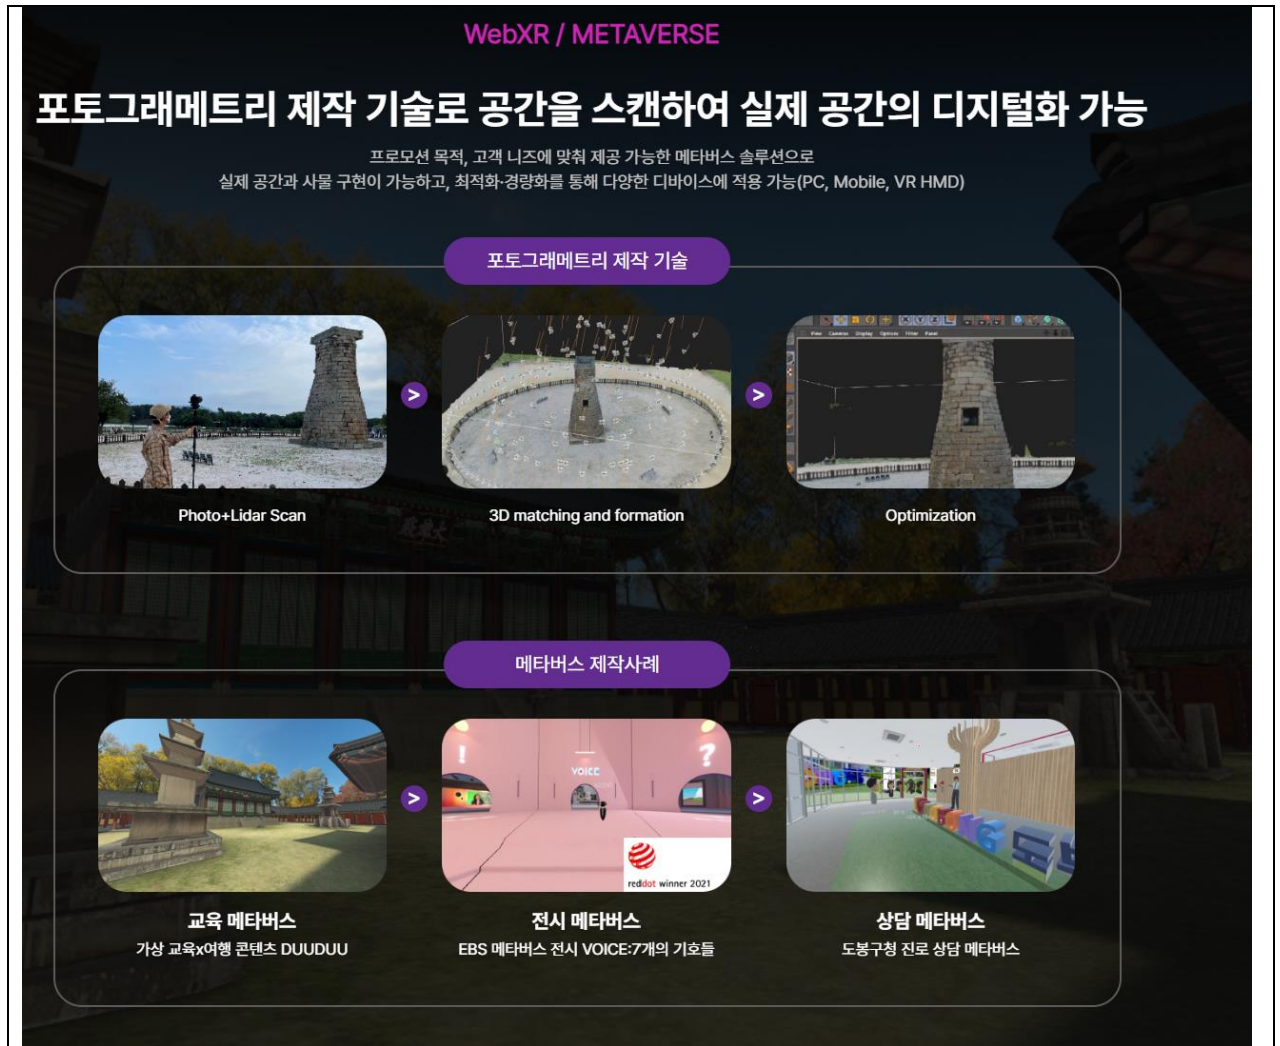 WebXR / METAVERSE
포토그래메트리 제작 기술로 공간을 스캔하여 실제 공간의 디지털화 가능
프로모션 목적, 고객 니즈에 맞춰 제공 가능한 메타버스 솔루션으로
실제 공간과 사물 구현이 가능하고, 최적화·경량화를 통해 다양한 디바이스에 적용 가능(PC, Mobile, VR HMD)
포토그래메트리 제작 기술
View Cameras Display Options Filter Panel
Photo+Lidar Scan
3D matching and formation
Optimization
메타버스 제작사례
! VOICE ?
reddot winner 2021
교육 메타버스
전시 메타버스
상담 메타버스
가상 교육x여행 콘텐츠 DUUDUU
EBS 메타버스 전시 VOICE:7개의 기호들
도봉구청 진로 상담 메타버스